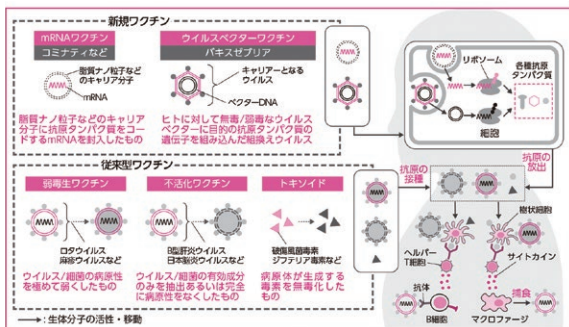 新規ワクチン
mRNAワクチン
コミナティなど
脂質ナノ粒子などの
キャリア分子
mRNA
脂質ナノ粒子などのキャリア
分子に抗原タンパク質をコー
ドするmRNAを封入したもの
ウイルスベクターワクチン
バキスゼブリア
キャリアーとなる
ウイルス
ベクターDNA
ヒトに対して無毒/弱毒なウイルス
ベクターに目的の抗原タンパク質の
遺伝子を組み込んだ組換えウイルス
リボソーム
各種抗原
タンパク質
細胞
従来型ワクチン
弱毒生ワクチン
ロタウイルス
麻疹ウイルスなど
ウイルス/細菌の病原性
を極めて弱くしたもの
不活化ワクチン
B型肝炎ウイルス
日本脳炎ウイルスなど
ウイルス/細菌の有効成分
のみを抽出あるいは完全
に病原性をなくしたもの
トキソイド
破傷風菌毒素
ジフテリア毒素など
病原体が生成する
毒素を無毒化した
もの
抗原の
接種
抗原の
放出
樹状細胞
ヘルパー
T細胞
サイトカイン
抗体
B細胞
捕食
マクロファージ
:生体分子の活性・移動